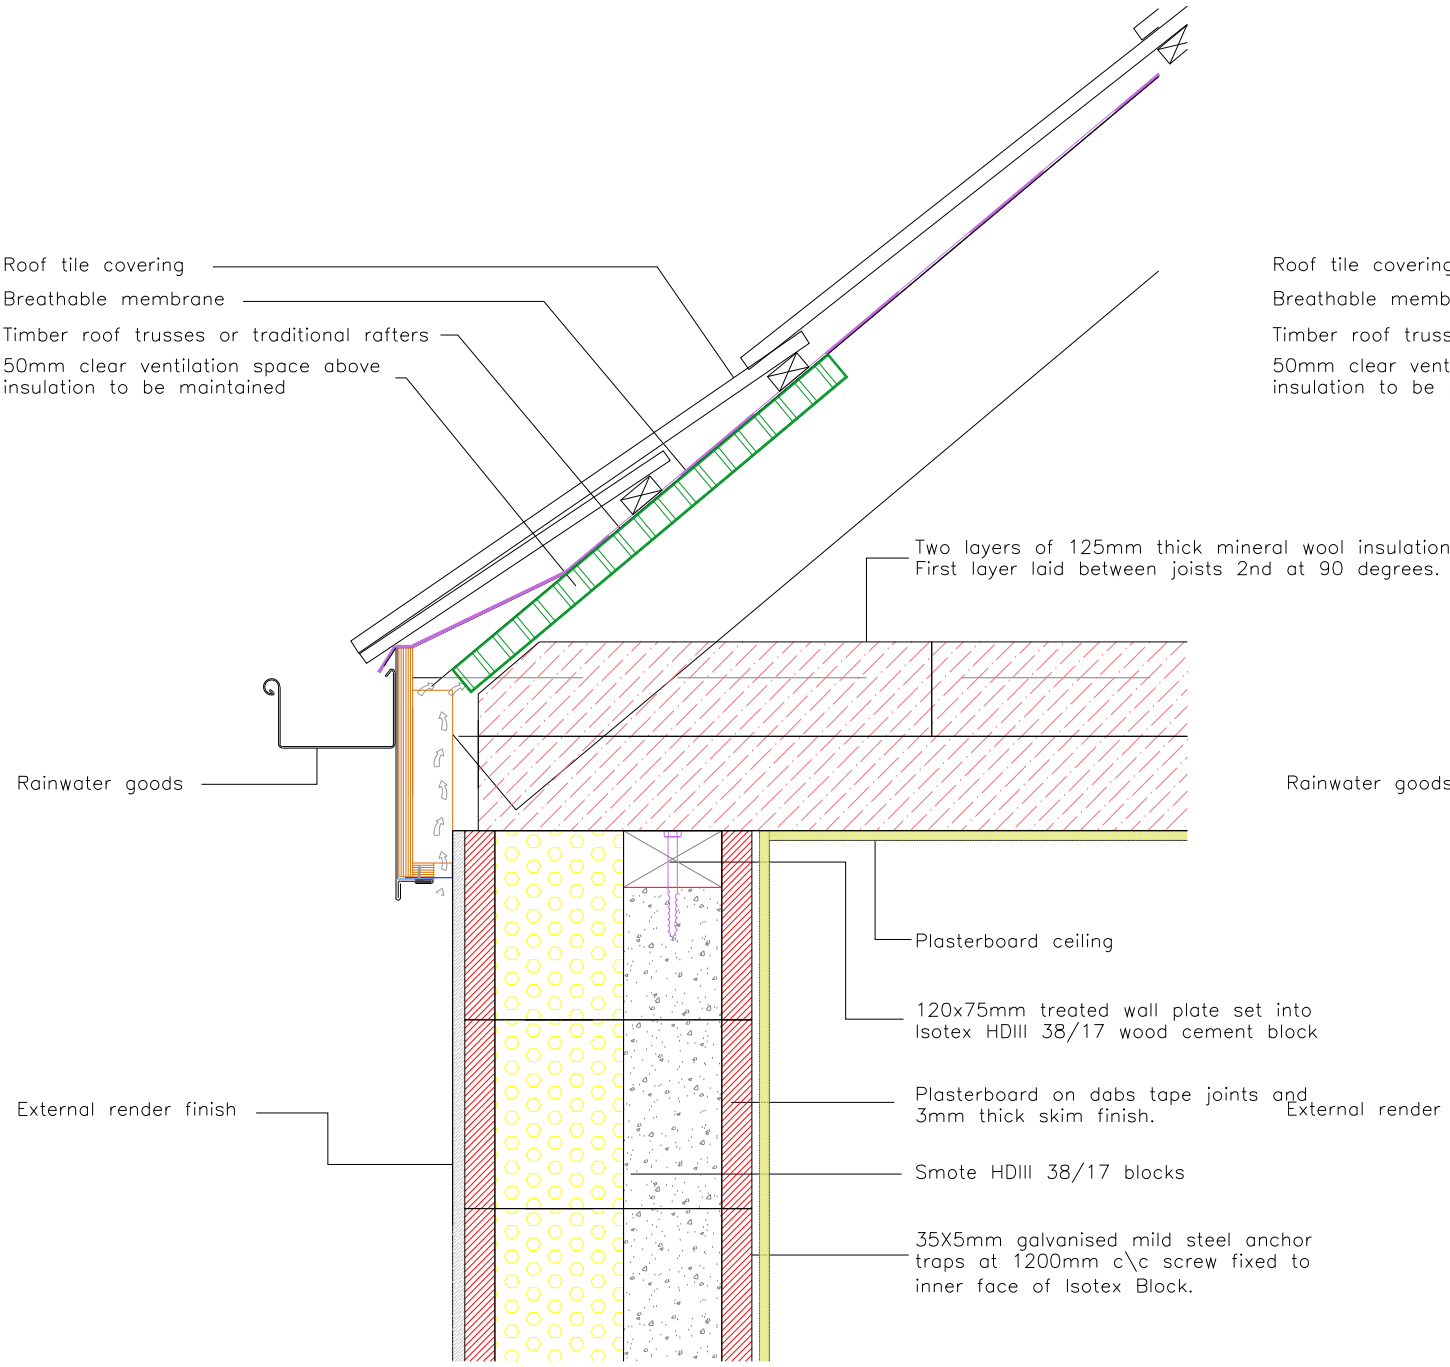 Roof tile covering
Breathable membrane
Timber roof trusses or traditional rafters
50mm clear ventilation space above
insulation to be maintained
Rainwater goods
External render finish
Two layers of 125mm thick mineral wool insulation
First layer laid between joists 2nd at 90 degrees.
Plasterboard ceiling
120x75mm treated wall plate set into
Isotex HDIII 38/17 wood cement block
Plasterboard on dabs tape joints and
3mm thick skim finish.
Smote HDIII 38/17 blocks
35X5mm galvanised mild steel anchor
traps at 1200mm c\c screw fixed to
inner face of Isotex Block.
Roof tile covering
Breathable memb
Timber roof truss
50mm clear vent
insulation to be
Rainwater goods
External render